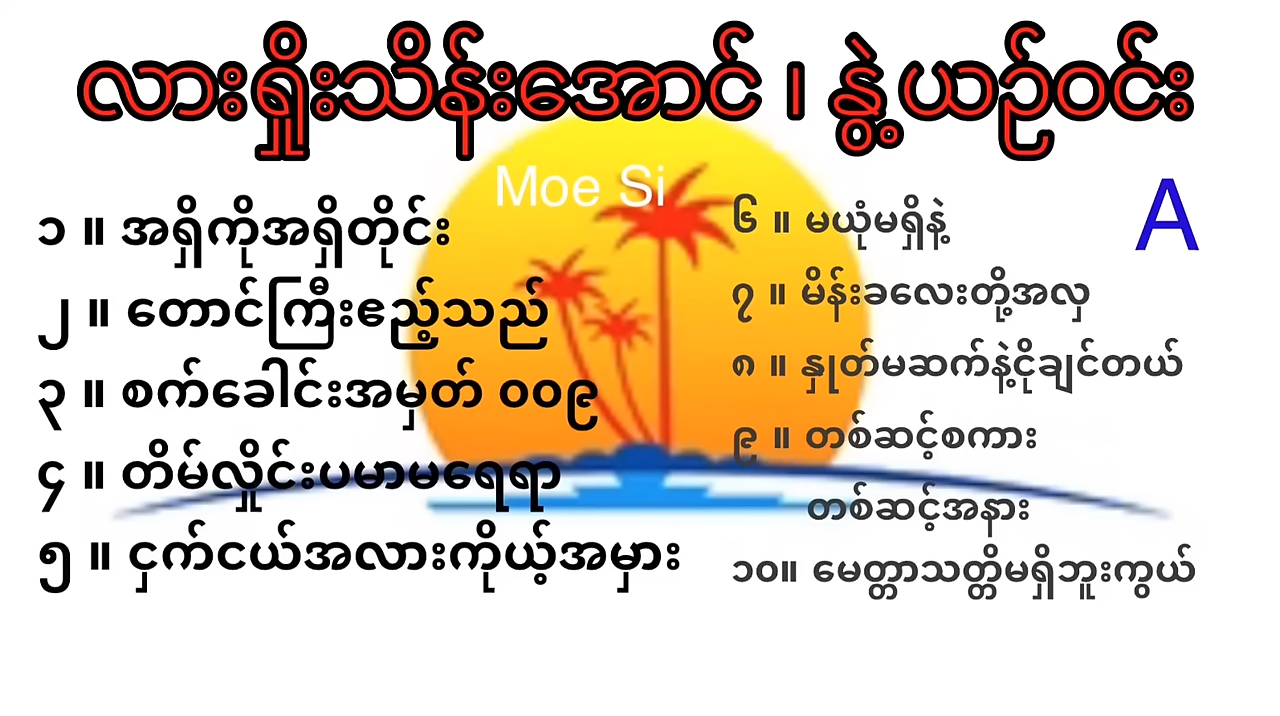 လားရှိုးသိန်းအောင် ၊ နွဲ့ယဉ်ဝင်း
Moe Si
A
၁ ။ အရှိကိုအရှိတိုင်း
၂ ။ တောင်ကြီးဧည့်သည်
၃ ။ စက်ခေါင်းအမှတ် ၀၀၉
၄ ။ တိမ်လှိုင်းပမာမရေရာ
၅ ။ ငှက်ငယ်အလားကိုယ့်အမှား
၆ ။ မယုံမရှိနဲ့
၇ ။ မိန်းခလေးတို့အလှ
၈ ။ နှုတ်မဆက်နဲ့ငိုချင်တယ်
၉ ။ တစ်ဆင့်စကား
တစ်ဆင့်အနား
၁၀။ မေတ္တာသတ္တိမရှိဘူးကွယ်